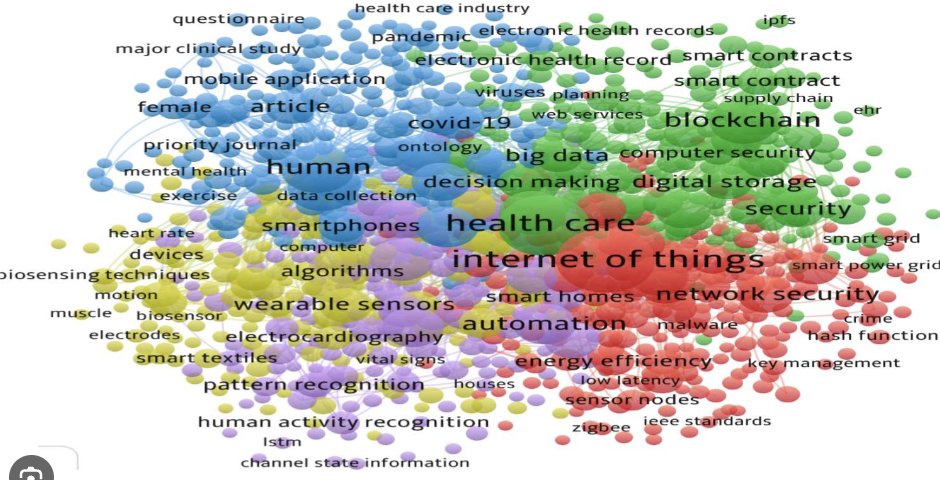 health care industry
questionnaire
ipfs
electronic health records
pandemic
major clinical study
smart contracts
electronic health record
mobile application
smart contract
viruses
planning
supply chain
female
article
web services
ehr
covid-19
blockchain
priority journal
ontology
big data
computer security
mental health
human
decision making
digital storage
exercise
data collection
security
smartphones
health care
heart rate
smart grid
computer
devices
internet of things
smart power grid
biosensing techniques
algorithms
motion
smart homes
network security
wearable sensors
muscle
biosensor
crime
automation
malware
electrodes
electrocardiography
hash function
smart textiles
vital signs
energy efficiency
key management
pattern recognition
houses
low latency
sensor nodes
human activity recognition
ieee standards
zigbee
lstm
channel state information